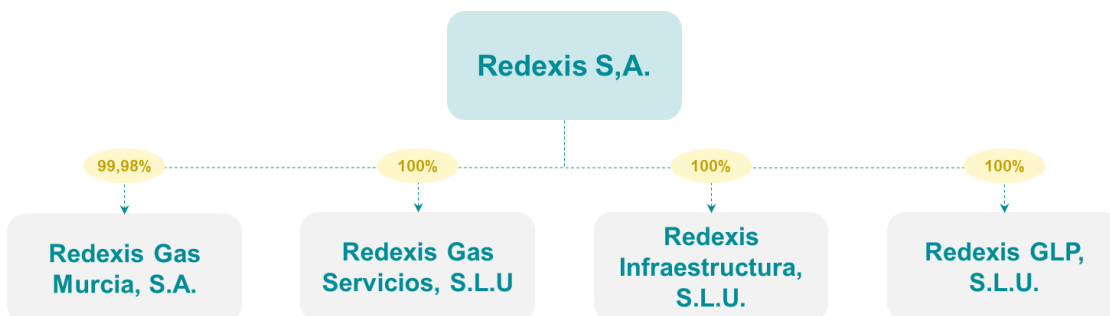 Redexis S,A.
99,98%
100%
100%
100%
Redexis Gas
Murcia, S.A.
Redexis Gas
Servicios, S.L.U
Redexis
Infraestructura,
S.L.U.
Redexis GLP,
S.L.U.